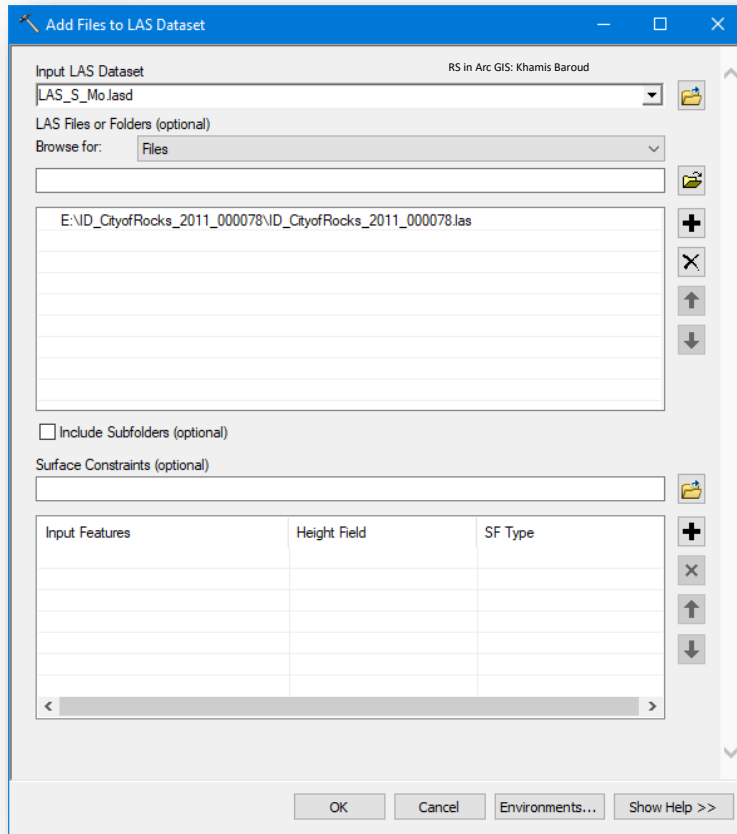 Add Files to LAS Dataset
RS in Arc GIS: Khamis Baroud
Input LAS Dataset
LAS_S_Mo.lasd
LAS Files or Folders (optional)
Browse for: Files
E:\ID_CityofRocks_2011_000078\ID_CityofRocks_2011_000078.las
Include Subfolders (optional)
Surface Constraints (optional)
Input Features Height Field SF Type
OK Cancel Environments... Show Help >>